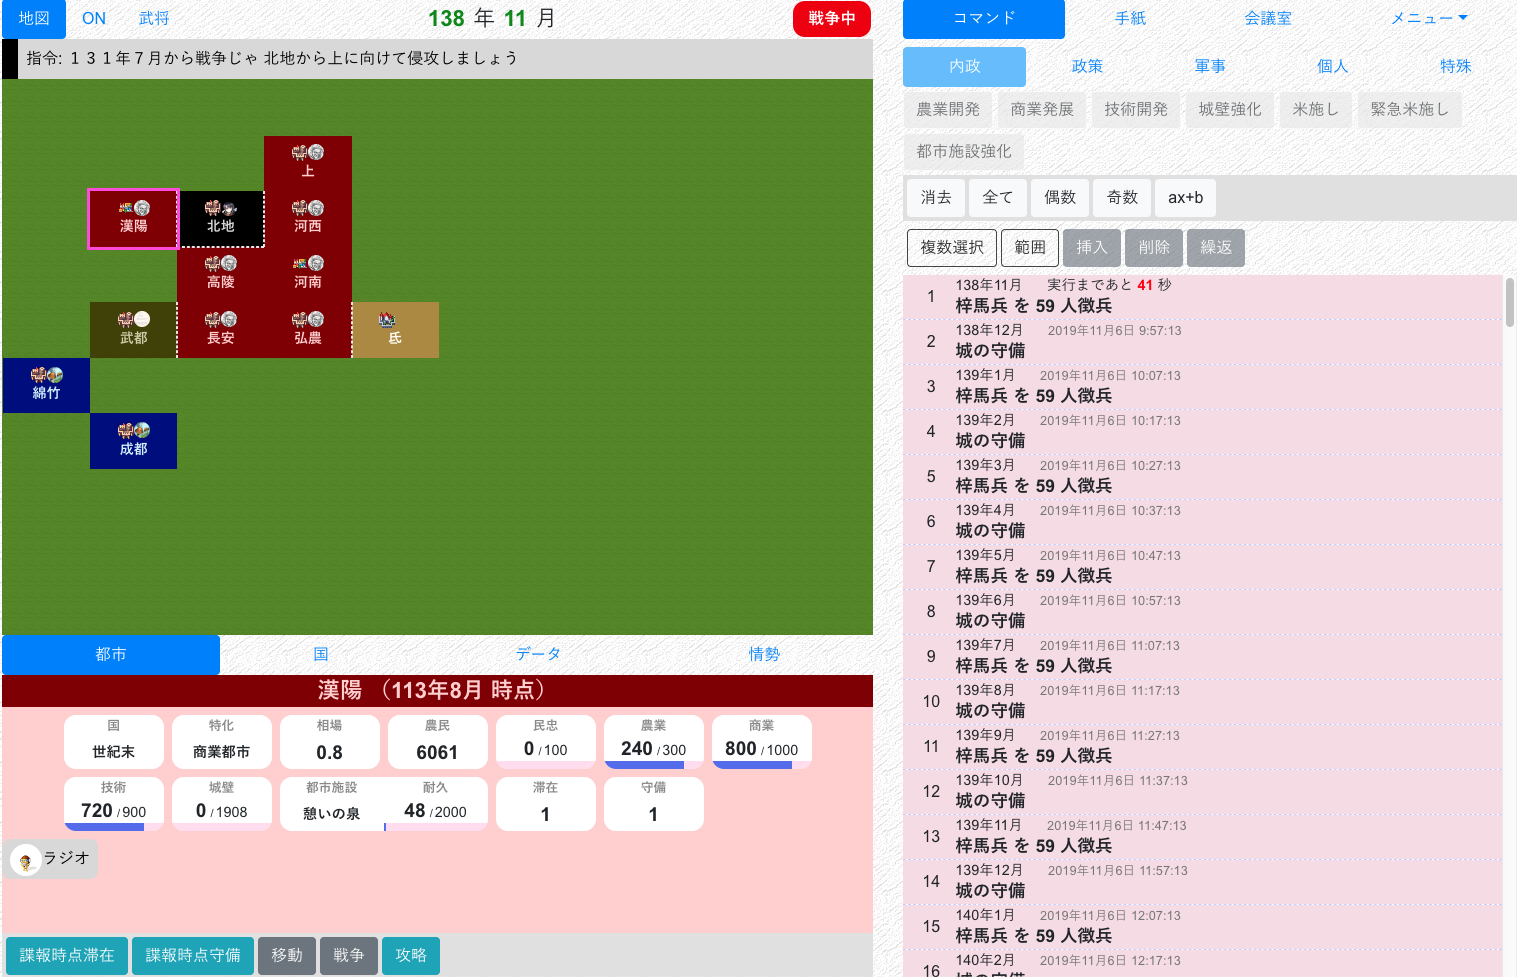 地図 ON 武将 138 年 11 月 戦争中
指令: １３１年７月から戦争じゃ 北地から上に向けて侵攻しましょう
上
漢陽 北地 河西
高陵 河南
武都 長安 弘農 氐
綿竹
成都
都市 国 データ 情勢
漢陽 （113年8月 時点）
国 特化 相場 農民 民忠 農業 商業
世紀末 商業都市 0.8 6061 0 /100 240 /300 800 /1000
技術 城壁 都市施設 耐久 滞在 守備
720 /900 0 /1908 憩いの泉 48 /2000 1 1
ラジオ
諜報時点滞在 諜報時点守備 移動 戦争 攻略
コマンド 手紙 会議室 メニュー
内政 政策 軍事 個人 特殊
農業開発 商業発展 技術開発 城壁強化 米施し 緊急米施し
都市施設強化
消去 全て 偶数 奇数 ax+b
複数選択 範囲 挿入 削除 繰返
1 138年11月 実行まであと 41 秒
梓馬兵 を 59 人徴兵
2 138年12月 2019年11月6日 9:57:13
城の守備
3 139年1月 2019年11月6日 10:07:13
梓馬兵 を 59 人徴兵
4 139年2月 2019年11月6日 10:17:13
城の守備
5 139年3月 2019年11月6日 10:27:13
梓馬兵 を 59 人徴兵
6 139年4月 2019年11月6日 10:37:13
城の守備
7 139年5月 2019年11月6日 10:47:13
梓馬兵 を 59 人徴兵
8 139年6月 2019年11月6日 10:57:13
城の守備
9 139年7月 2019年11月6日 11:07:13
梓馬兵 を 59 人徴兵
10 139年8月 2019年11月6日 11:17:13
城の守備
11 139年9月 2019年11月6日 11:27:13
梓馬兵 を 59 人徴兵
12 139年10月 2019年11月6日 11:37:13
城の守備
13 139年11月 2019年11月6日 11:47:13
梓馬兵 を 59 人徴兵
14 139年12月 2019年11月6日 11:57:13
城の守備
15 140年1月 2019年11月6日 12:07:13
梓馬兵 を 59 人徴兵
16 140年2月 2019年11月6日 12:17:13
城の守備